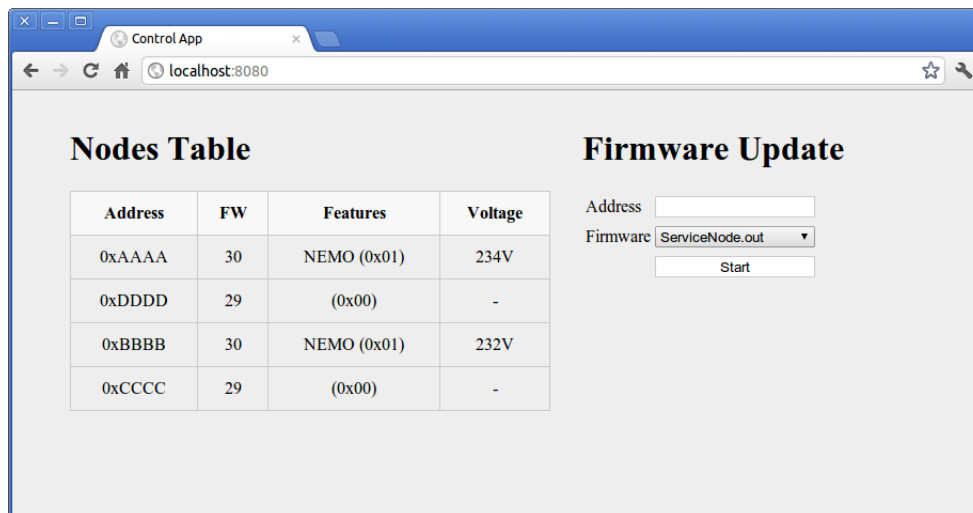 Control App
localhost:8080
Nodes Table
Address FW Features Voltage
0xAAAA 30 NEMO (0x01) 234V
0xDDDD 29 (0x00) -
0xBBBB 30 NEMO (0x01) 232V
0xCCCC 29 (0x00) -
Firmware Update
Address
Firmware ServiceNode.out
Start